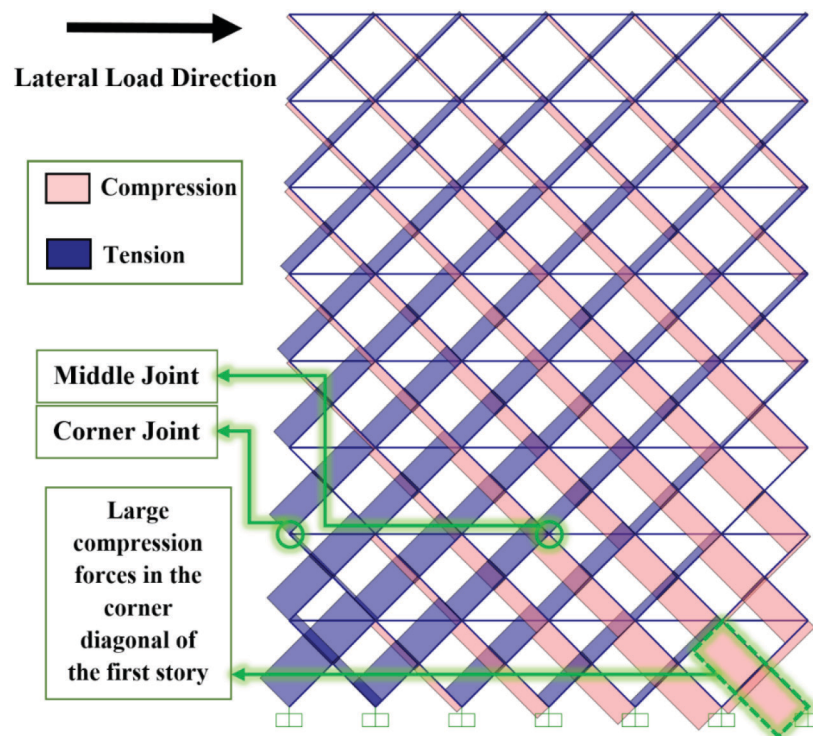 Lateral Load Direction
Compression
Tension
Middle Joint
Corner Joint
Large
compression
forces in the
corner
diagonal of
the first story